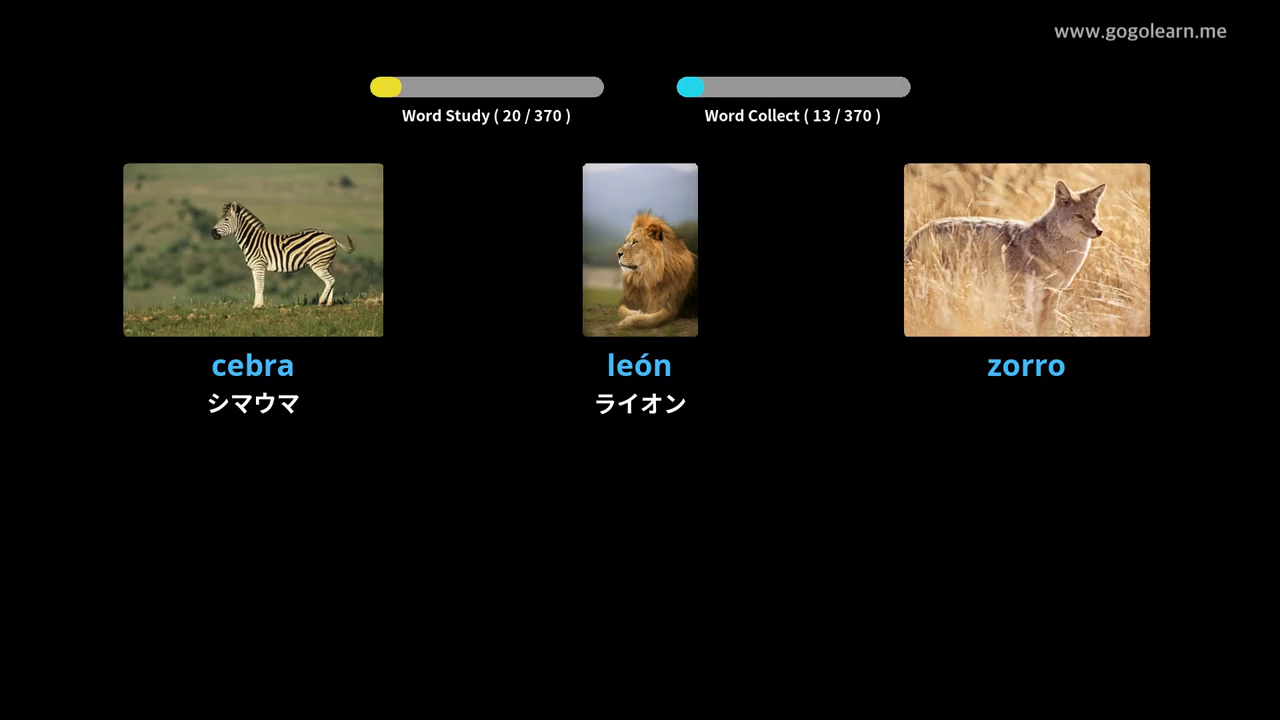 www.gogolearn.me
Word Study ( 20 / 370 )
Word Collect ( 13 / 370 )
cebra
león
zorro
シマウマ
ライオン